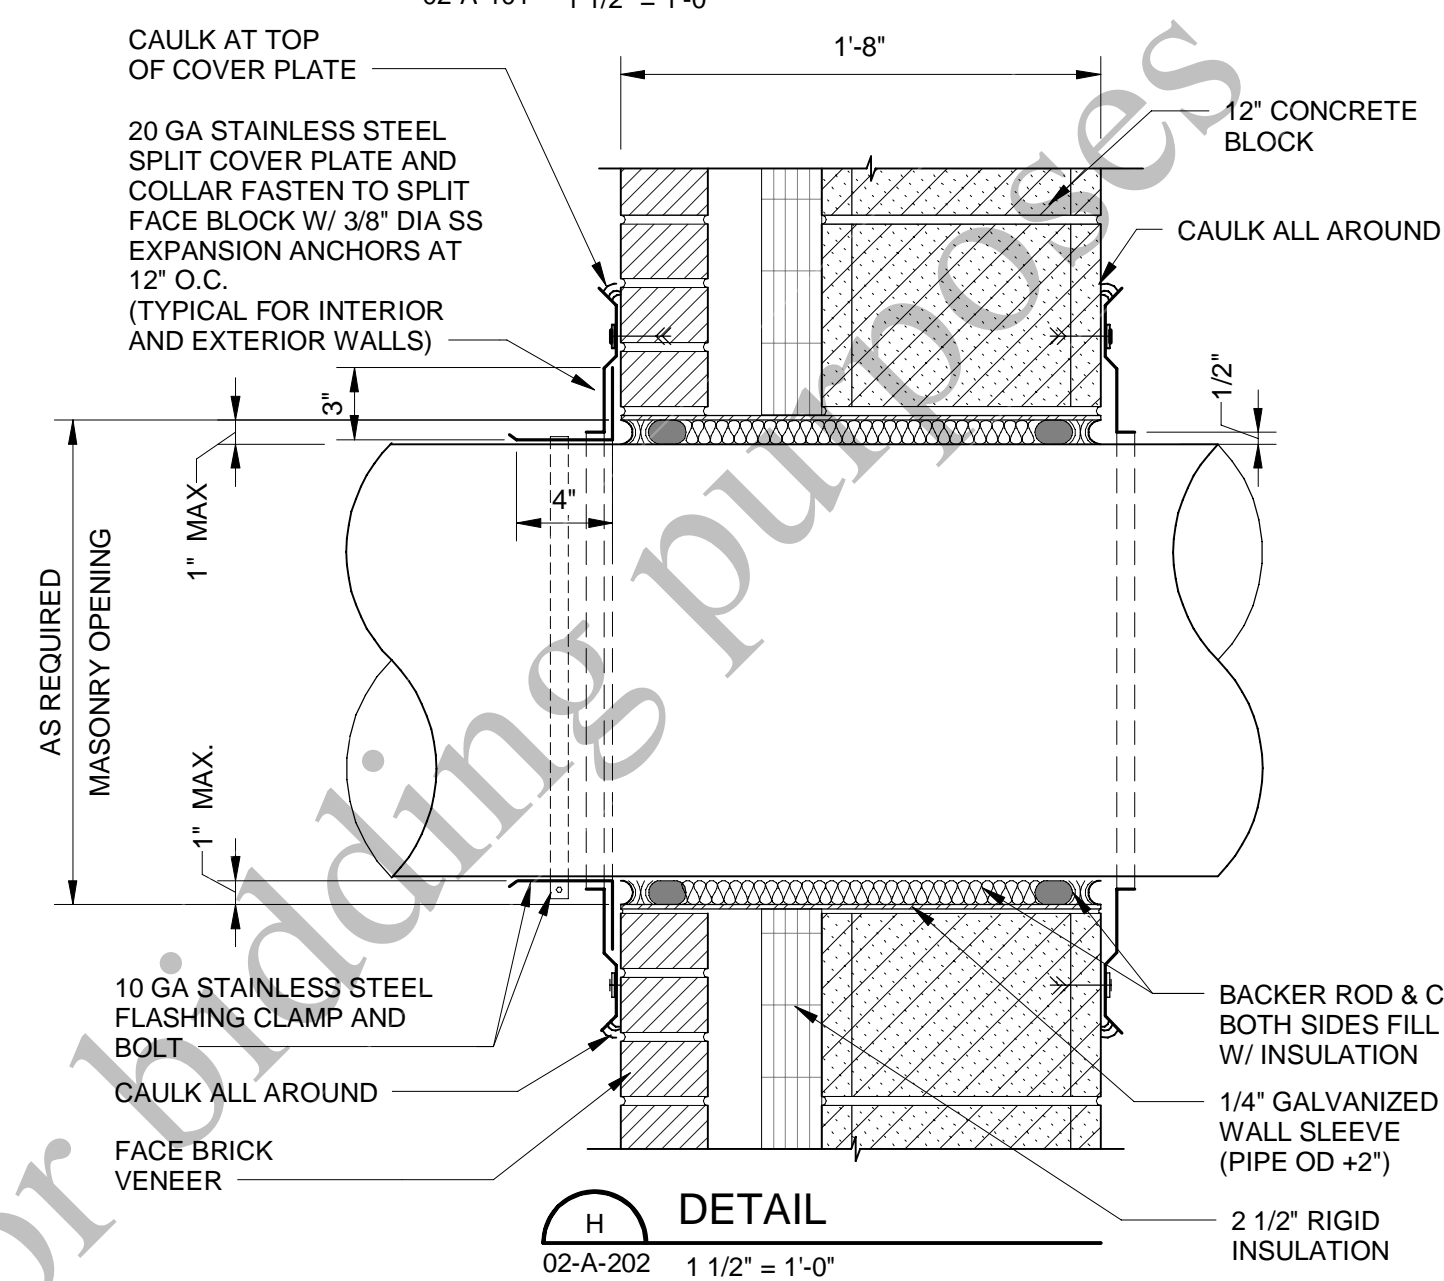 CAULK AT TOP
OF COVER PLATE
20 GA STAINLESS STEEL
SPLIT COVER PLATE AND
COLLAR FASTEN TO SPLIT
FACE BLOCK W/ 3/8" DIA SS
EXPANSION ANCHORS AT
12" O.C.
(TYPICAL FOR INTERIOR
AND EXTERIOR WALLS)
1'-8"
12" CONCRETE
BLOCK
CAULK ALL AROUND
3"
1/2"
1" MAX
4"
AS REQUIRED
MASONRY OPENING
1" MAX.
10 GA STAINLESS STEEL
FLASHING CLAMP AND
BOLT
CAULK ALL AROUND
FACE BRICK
VENEER
BACKER ROD & C
BOTH SIDES FILL
W/ INSULATION
1/4" GALVANIZED
WALL SLEEVE
(PIPE OD +2")
2 1/2" RIGID
INSULATION
H
DETAIL
02-A-202
1 1/2" = 1'-0"
or bidding purposes